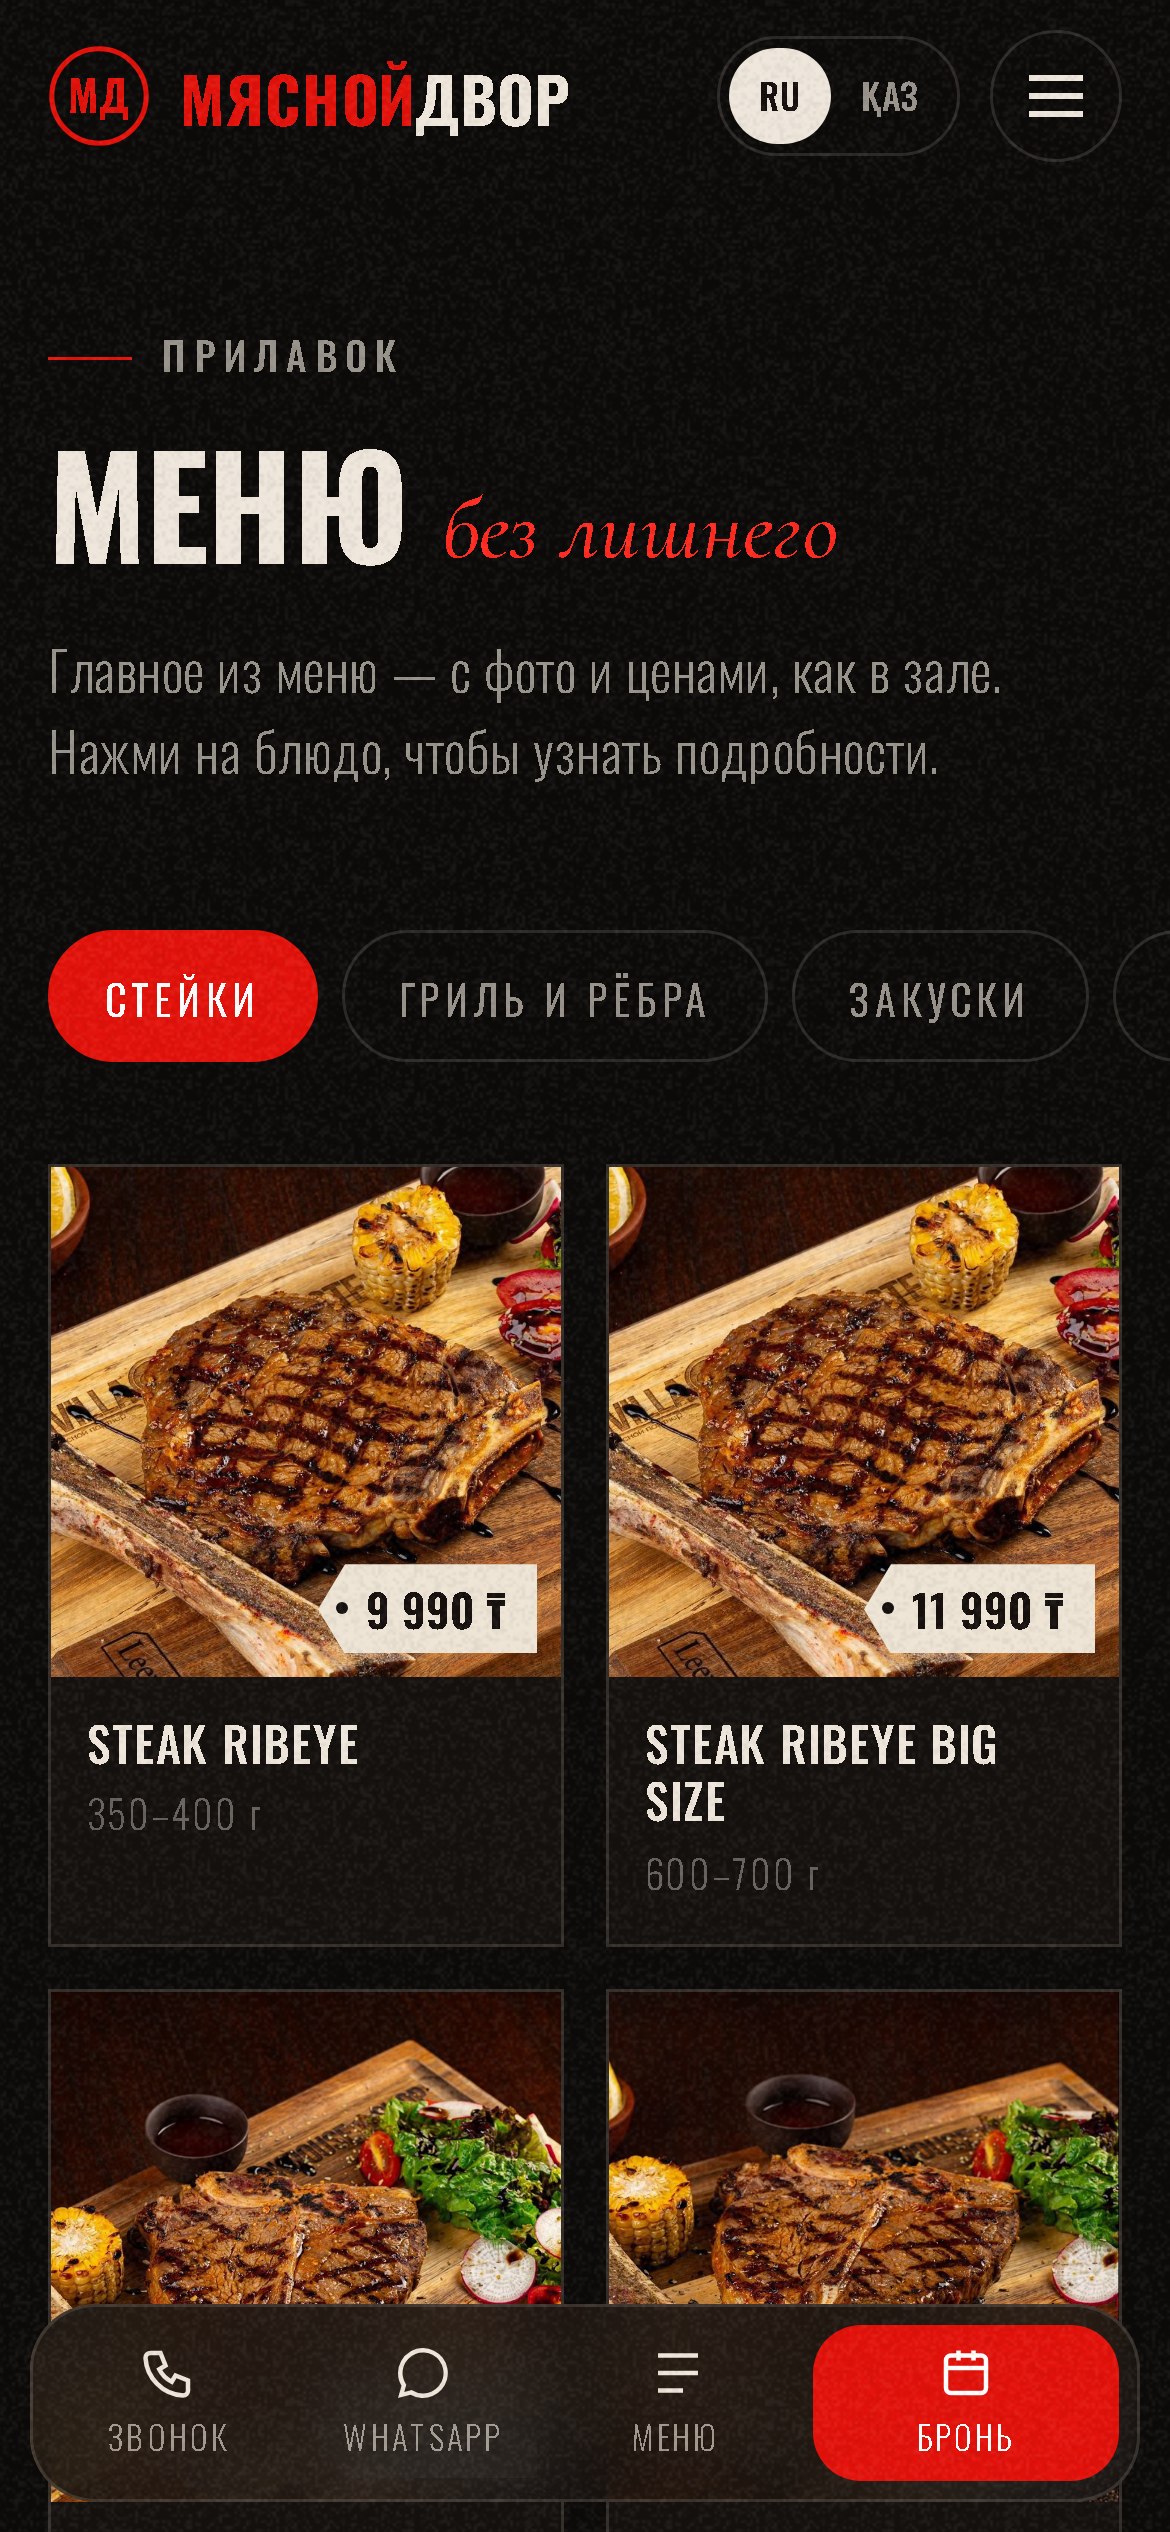 МД МЯСНОЙДВОР RU ҚАЗ
ПРИЛАВОК
МЕНЮ без лишнего
Главное из меню — с фото и ценами, как в зале.
Нажми на блюдо, чтобы узнать подробности.
СТЕЙКИ ГРИЛЬ И РЁБРА ЗАКУСКИ
• 9 990 ₸
• 11 990 ₸
STEAK RIBEYE
350–400 г
STEAK RIBEYE BIG
SIZE
600–700 г
ЗВОНОК WHATSAPP МЕНЮ БРОНЬ